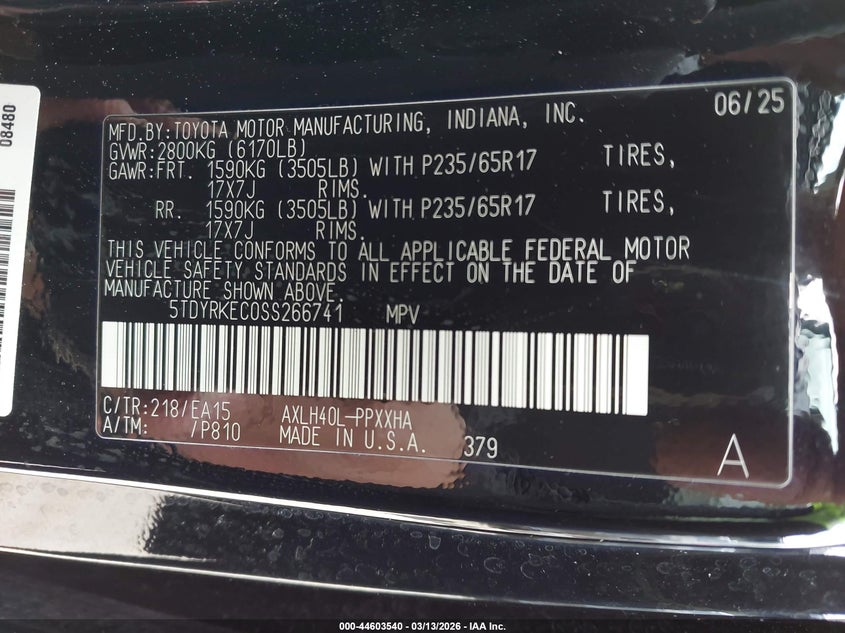 08480
06/25
MFD.BY:TOYOTA MOTOR MANUFACTURING, INDIANA, INC.
GVWR:2800KG (6170LB)
GAWR:FRT. 1590KG (3505LB) WITH P235/65R17 TIRES,
17X7J RIMS.
RR. 1590KG (3505LB) WITH P235/65R17 TIRES,
17X7J RIMS.
THIS VEHICLE CONFORMS TO ALL APPLICABLE FEDERAL MOTOR
VEHICLE SAFETY STANDARDS IN EFFECT ON THE DATE OF
MANUFACTURE SHOWN ABOVE.
5TDYRKEC0SS266741 MPV
C/TR:218/EA15 AXLH40L-PPXXHA
A/TM: /P810 MADE IN U.S.A. 379
A
000-44603540 - 03/13/2026 - IAA Inc.